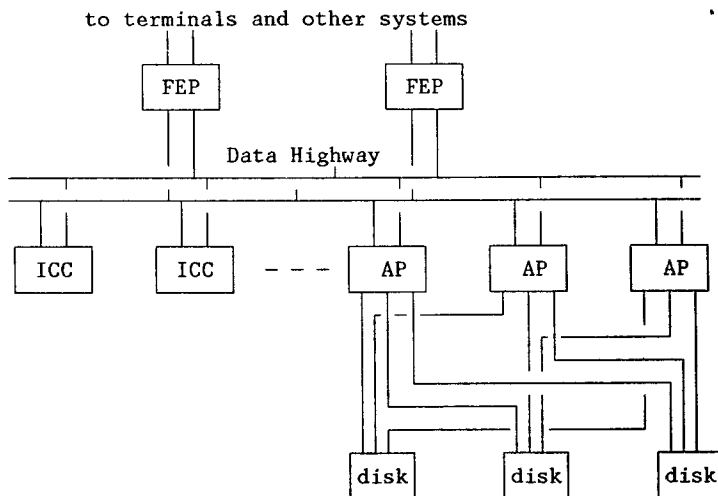 to terminals and other systems
FEP FEP
Data Highway
ICC ICC AP AP AP
disk disk disk